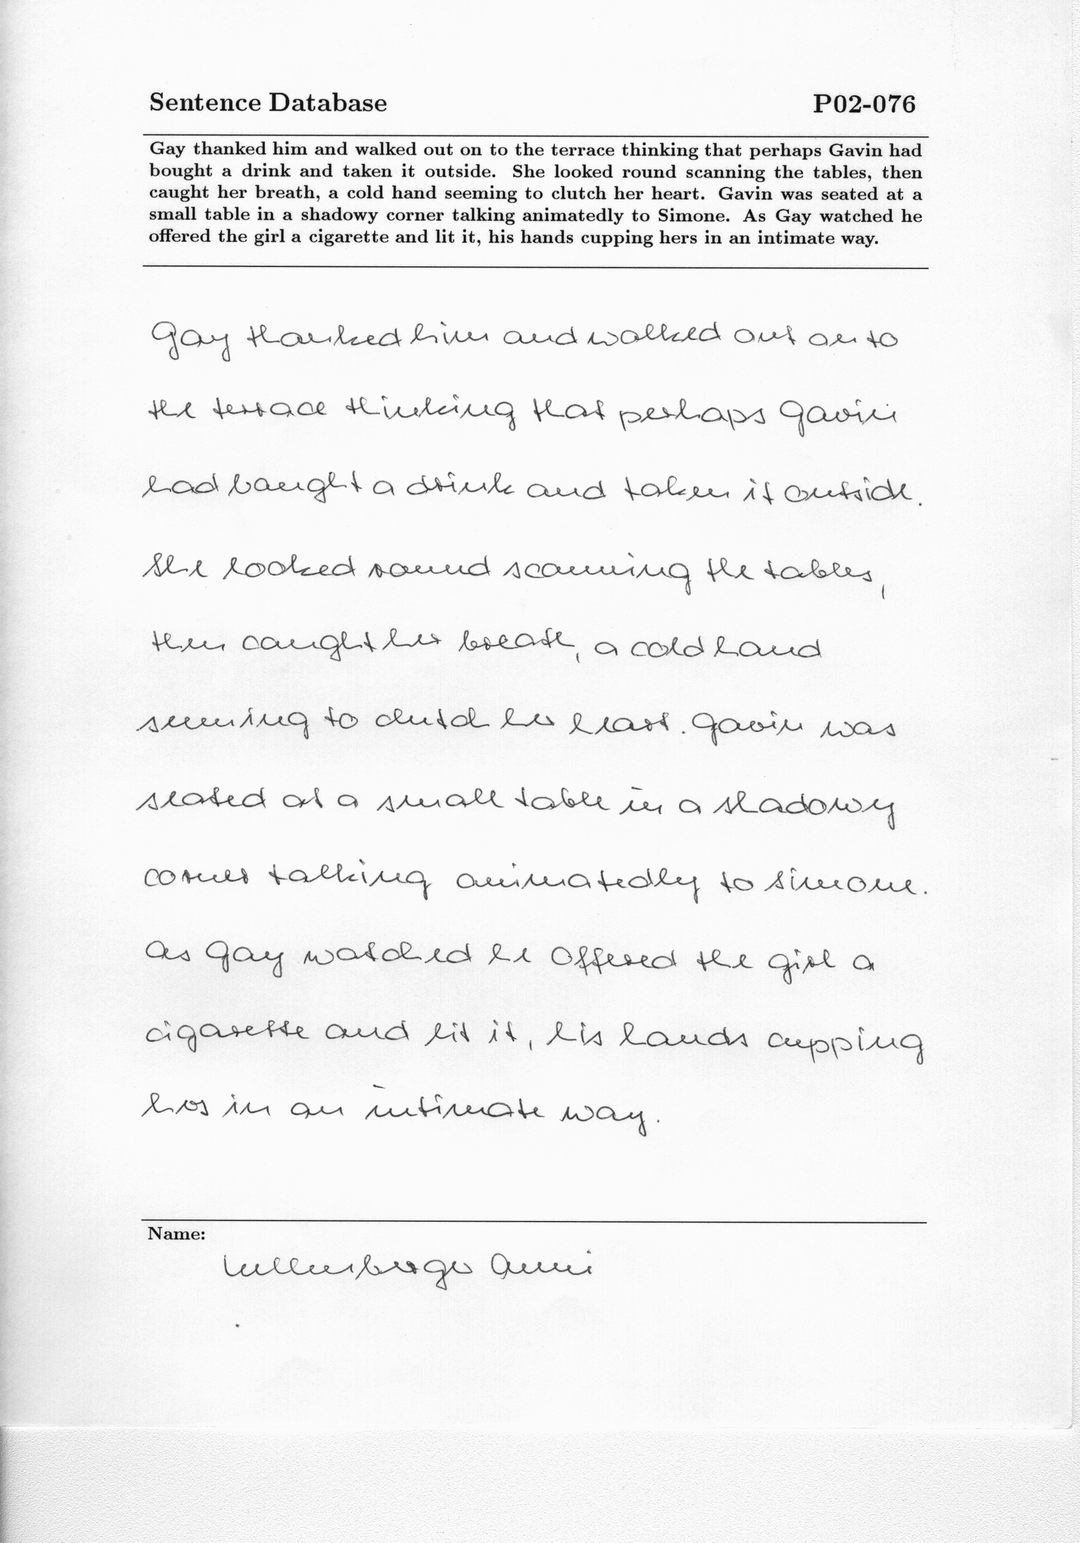 Sentence Database P02-076
Gay thanked him and walked out on to the terrace thinking that perhaps Gavin had
bought a drink and taken it outside. She looked round scanning the tables, then
caught her breath, a cold hand seeming to clutch her heart. Gavin was seated at a
small table in a shadowy corner talking animatedly to Simone. As Gay watched he
offered the girl a cigarette and lit it, his hands cupping hers in an intimate way.
Gay thanked him and walked out on to
the terrace thinking that perhaps Gavin
had bought a drink and taken it outside.
She looked round scanning the tables,
then caught her breath, a cold hand
seeming to clutch her heart. Gavin was
seated at a small table in a shadowy
corner talking animatedly to Simone.
As Gay watched he offered the girl a
cigarette and lit it, his hands cupping
hers in an intimate way.
Name: